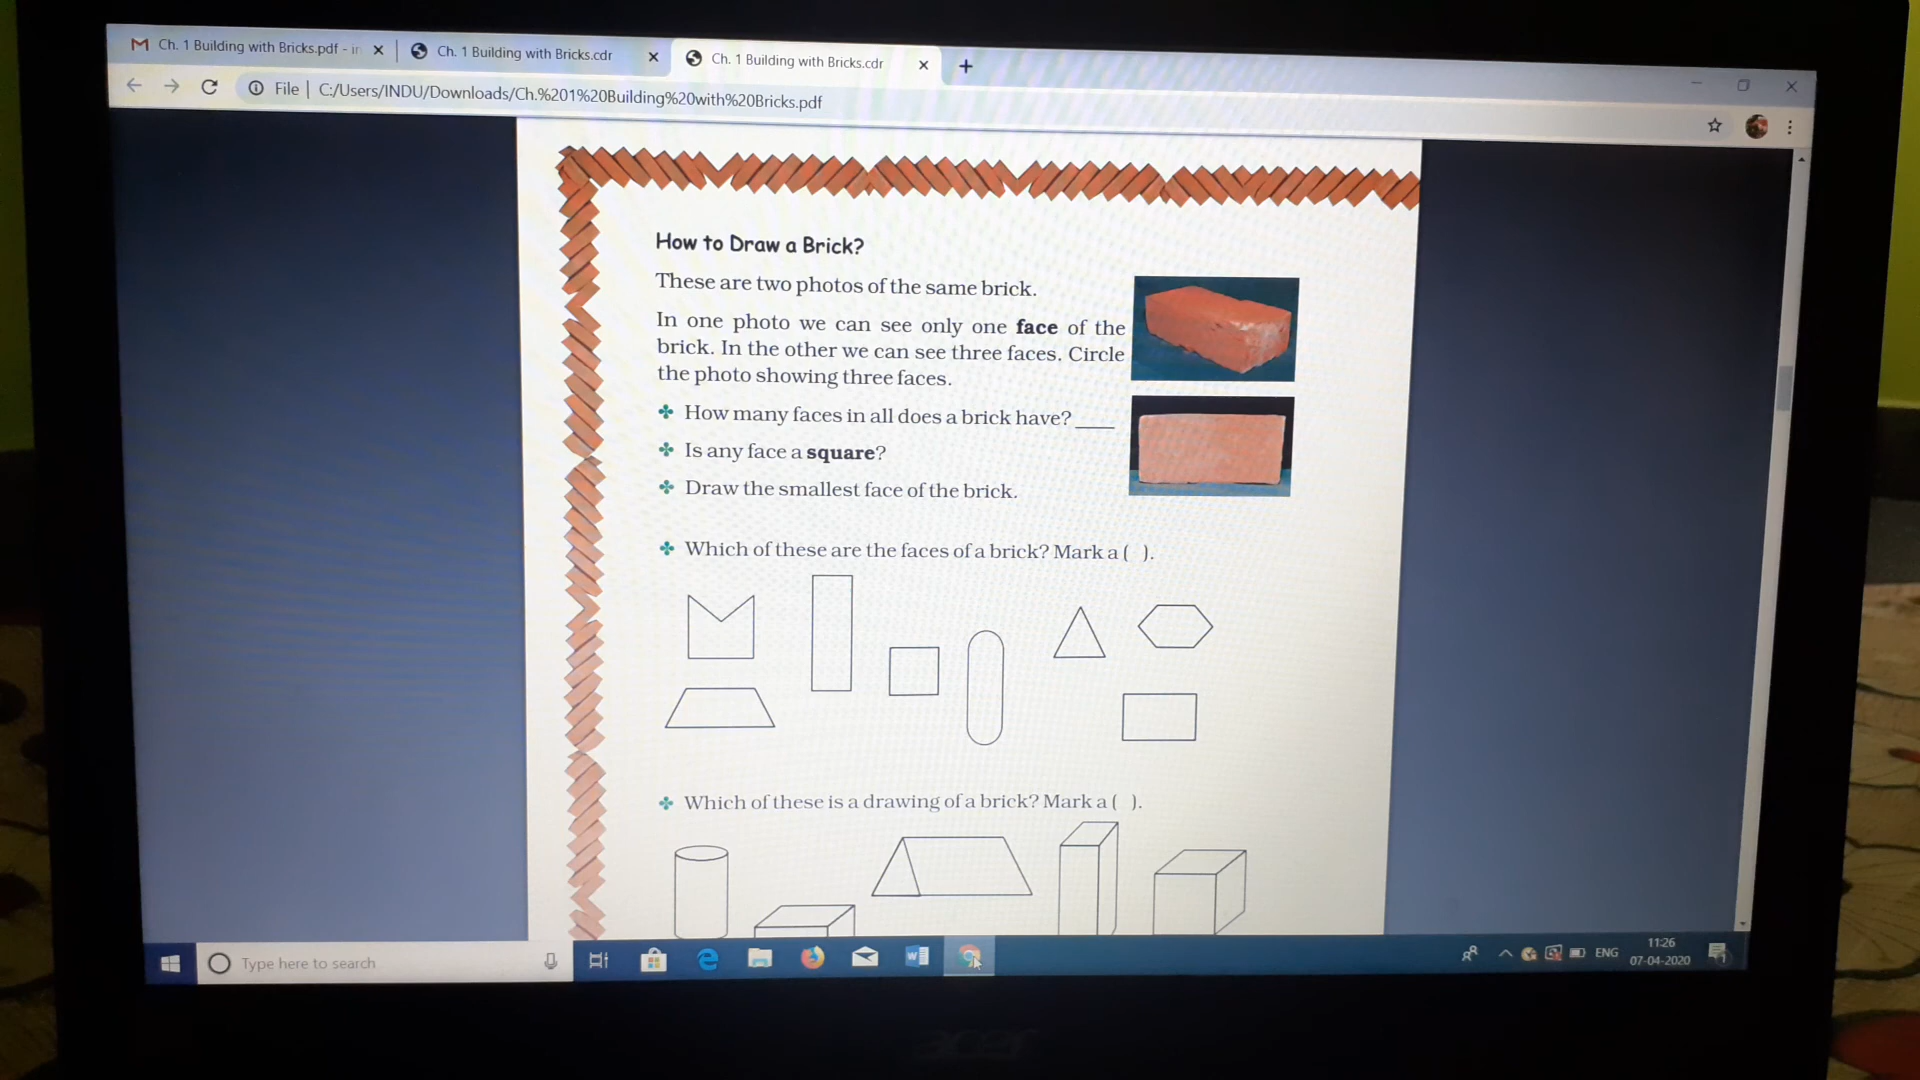 Ch. 1 Building with Bricks.pdf - in
Ch. 1 Building with Bricks.cdr
Ch. 1 Building with Bricks.cdr
File | C:/Users/INDU/Downloads/Ch.%201%20Building%20with%20Bricks.pdf
How to Draw a Brick?
These are two photos of the same brick.
In one photo we can see only one face of the
brick. In the other we can see three faces. Circle
the photo showing three faces.
How many faces in all does a brick have? ____
Is any face a square?
Draw the smallest face of the brick.
Which of these are the faces of a brick? Mark a ( ).
Which of these is a drawing of a brick? Mark a ( ).
Type here to search
ENG
11:26
07-04-2020
acer